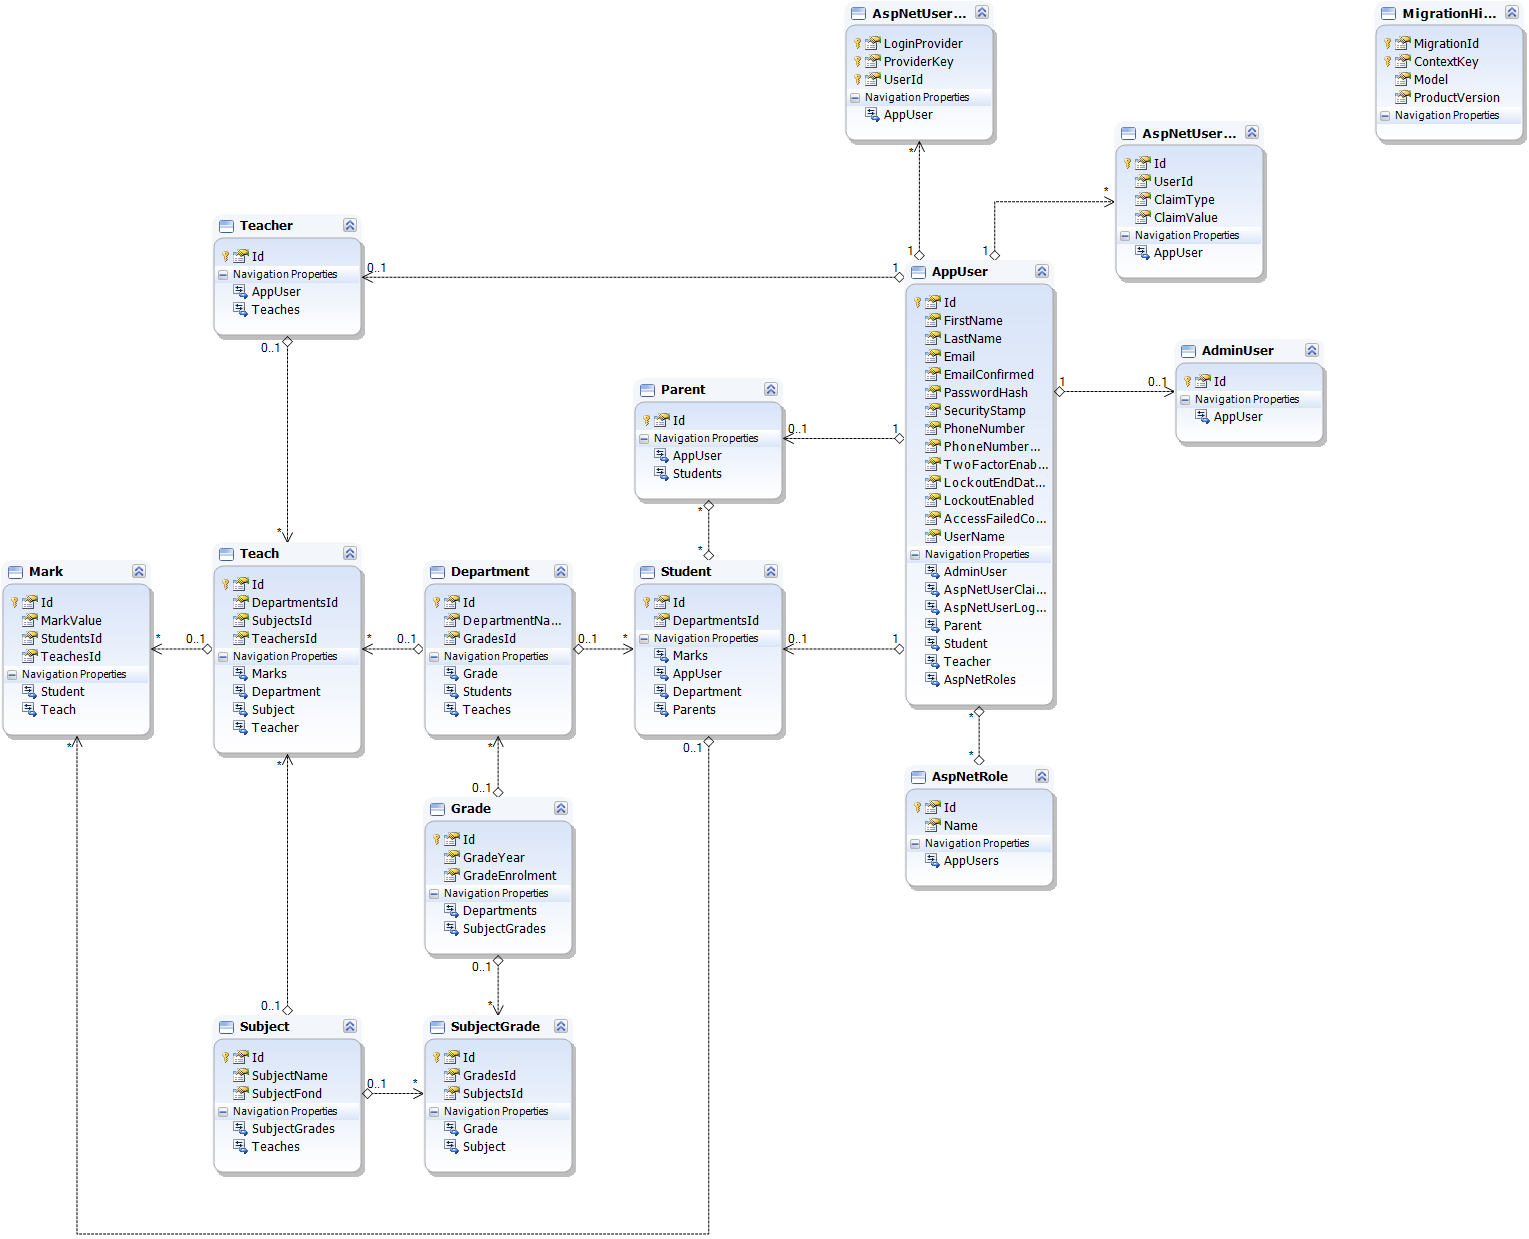 AspNetUser...
LoginProvider
ProviderKey
UserId
Navigation Properties
AppUser
MigrationHi...
MigrationId
ContextKey
Model
ProductVersion
Navigation Properties
AspNetUser...
Id
UserId
ClaimType
ClaimValue
Navigation Properties
AppUser
*
*
1
1
Teacher
Id
Navigation Properties
AppUser
Teaches
0..1
1
0..1
*
AppUser
Id
FirstName
LastName
Email
EmailConfirmed
PasswordHash
SecurityStamp
PhoneNumber
PhoneNumber...
TwoFactorEnab...
LockoutEndDat...
LockoutEnabled
AccessFailedCo...
UserName
Navigation Properties
AdminUser
AspNetUserClai...
AspNetUserLog...
Parent
Student
Teacher
AspNetRoles
AdminUser
Id
Navigation Properties
AppUser
1
0..1
Parent
Id
Navigation Properties
AppUser
Students
0..1
1
*
*
Mark
Id
MarkValue
StudentsId
TeachesId
Navigation Properties
Student
Teach
*
0..1
*
Teach
Id
DepartmentsId
SubjectsId
TeachersId
Navigation Properties
Marks
Department
Subject
Teacher
*
0..1
*
Department
Id
DepartmentNa...
GradesId
Navigation Properties
Grade
Students
Teaches
0..1
*
*
Student
Id
DepartmentsId
Navigation Properties
Marks
AppUser
Department
Parents
0..1
1
0..1
*
*
AspNetRole
Id
Name
Navigation Properties
AppUsers
0..1
Grade
Id
GradeYear
GradeEnrolment
Navigation Properties
Departments
SubjectGrades
0..1
*
0..1
Subject
Id
SubjectName
SubjectFond
Navigation Properties
SubjectGrades
Teaches
0..1
*
SubjectGrade
Id
GradesId
SubjectsId
Navigation Properties
Grade
Subject